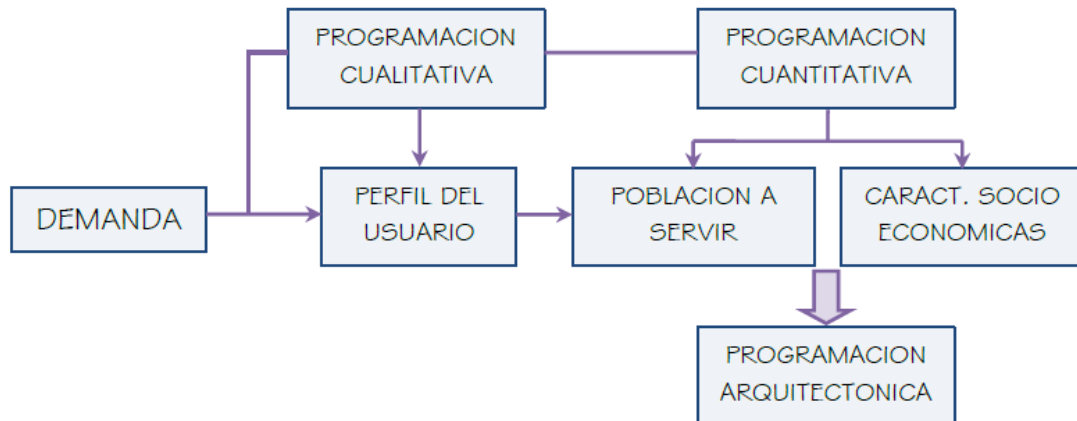 PROGRAMACION
CUALITATIVA
PROGRAMACION
CUANTITATIVA
DEMANDA
PERFIL DEL
USUARIO
POBLACION A
SERVIR
CARACT. SOCIO
ECONOMICAS
PROGRAMACION
ARQUITECTONICA